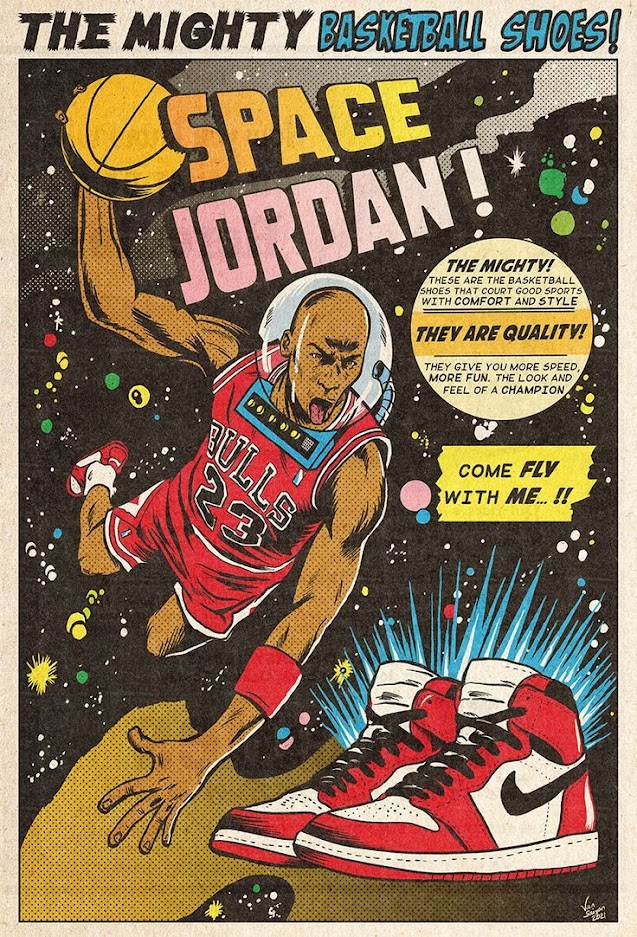 THE MIGHTY BASKETBALL SHOES!
SPACE
JORDAN!
THE MIGHTY!
THESE ARE THE BASKETBALL
SHOES THAT COURT GOOD SPORTS
WITH COMFORT AND STYLE
THEY ARE QUALITY!
THEY GIVE YOU MORE SPEED,
MORE FUN. THE LOOK AND
FEEL OF A CHAMPION
COME FLY
WITH ME... !!
BULLS
23
2021